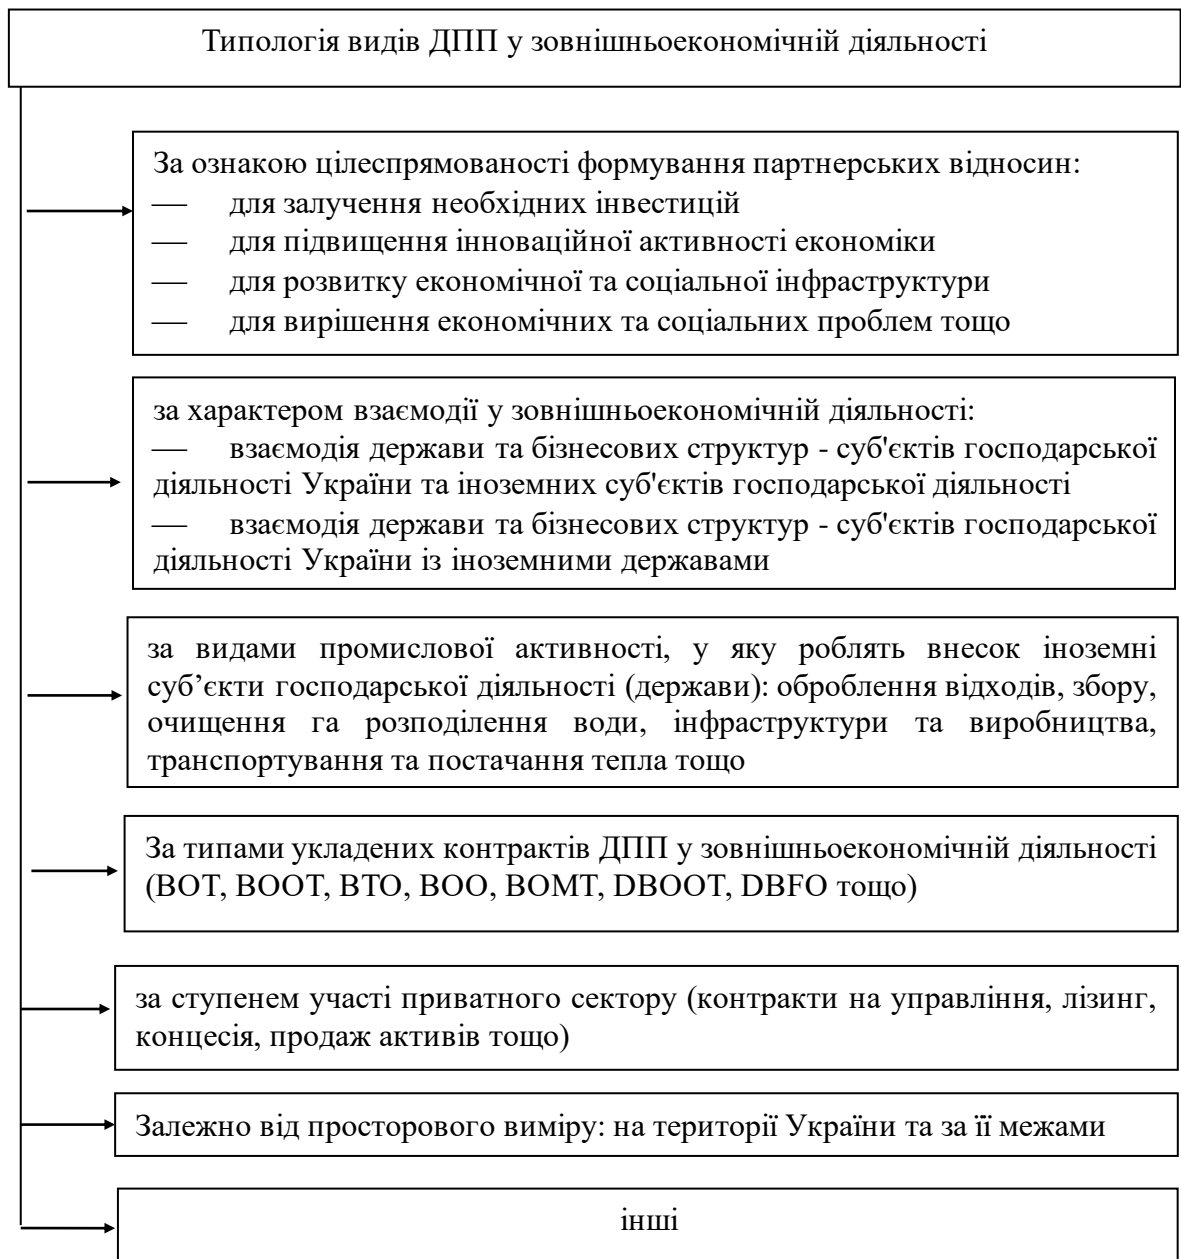 Типологія видів ДПП у зовнішньоекономічній діяльності
За ознакою цілеспрямованості формування партнерських відносин:
— для залучення необхідних інвестицій
— для підвищення інноваційної активності економіки
— для розвитку економічної та соціальної інфраструктури
— для вирішення економічних та соціальних проблем тощо
за характером взаємодії у зовнішньоекономічній діяльності:
— взаємодія держави та бізнесових структур - суб'єктів господарської
діяльності України та іноземних суб'єктів господарської діяльності
— взаємодія держави та бізнесових структур - суб'єктів господарської
діяльності України із іноземними державами
за видами промислової активності, у яку роблять внесок іноземні
суб’єкти господарської діяльності (держави): оброблення відходів, збору,
очищення га розподілення води, інфраструктури та виробництва,
транспортування та постачання тепла тощо
За типами укладених контрактів ДПП у зовнішньоекономічній діяльності
(BOT, BOOT, BTO, BOO, BOMT, DBOOT, DBFO тощо)
за ступенем участі приватного сектору (контракти на управління, лізинг,
концесія, продаж активів тощо)
Залежно від просторового виміру: на території України та за її межами
інші